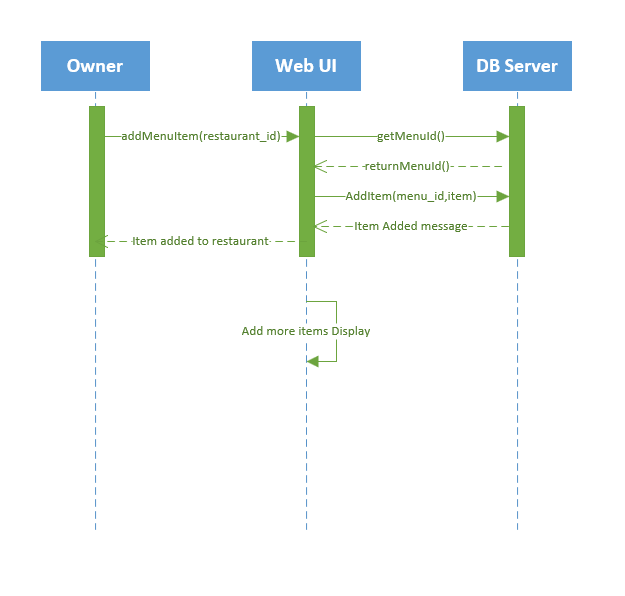 Owner
Web UI
DB Server
addMenuItem(restaurant_id)
getMenuId()
returnMenuId()
AddItem(menu_id,item)
Item Added message
Item added to restaurant
Add more items Display